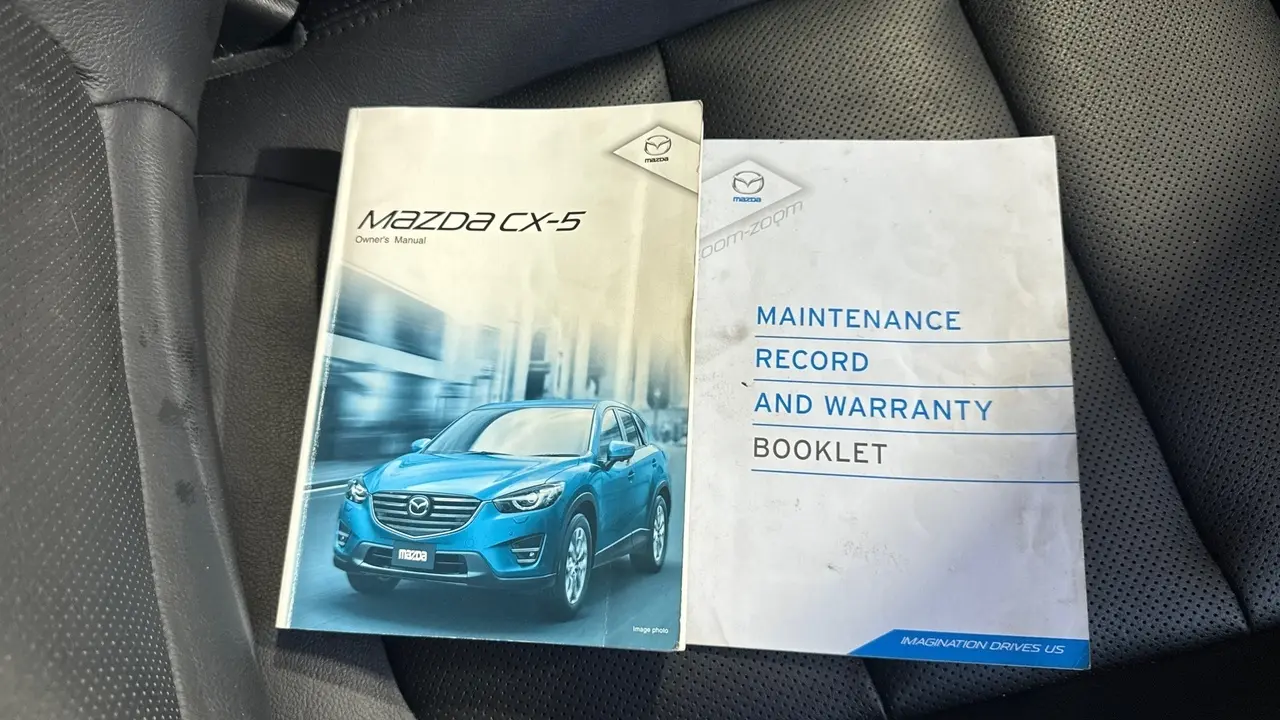 mazda
Mazda CX-5
Owner's Manual
mazda
Image photo
mazda
zoom-zoom
MAINTENANCE
RECORD
AND WARRANTY
BOOKLET
IMAGINATION DRIVES US